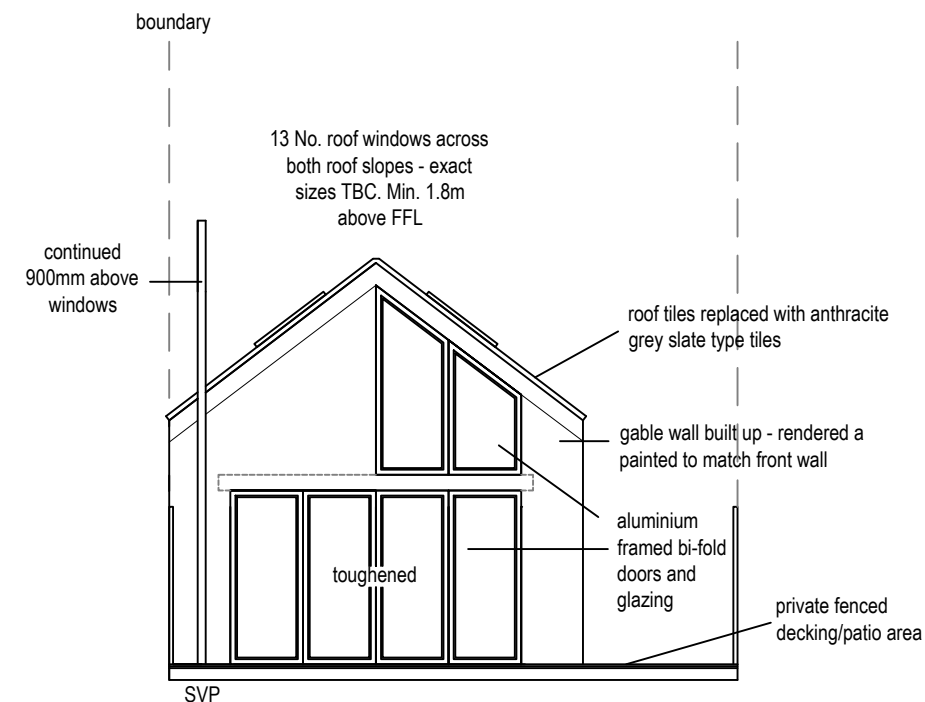 boundary
13 No. roof windows across
both roof slopes - exact
sizes TBC. Min. 1.8m
above FFL
continued
900mm above
windows
roof tiles replaced with anthracite
grey slate type tiles
gable wall built up - rendered a
painted to match front wall
aluminium
framed bi-fold
doors and
glazing
toughened
private fenced
decking/patio area
SVP